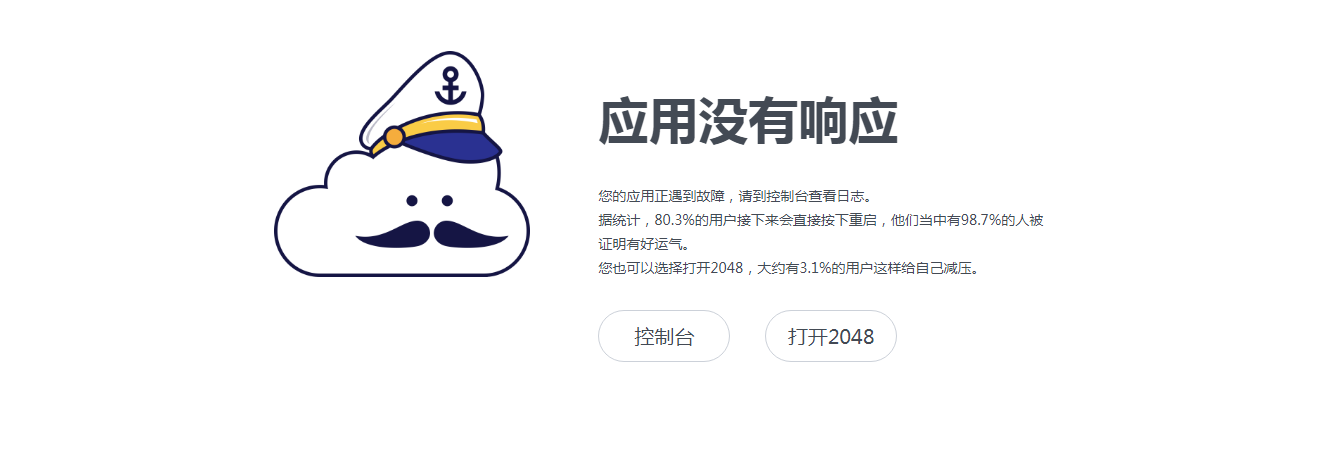 应用没有响应
您的应用正遇到故障，请到控制台查看日志。
据统计，80.3%的用户接下来会直接按下重启，他们当中有98.7%的人被
证明有好运气。
您也可以选择打开2048，大约有3.1%的用户这样给自己减压。
控制台
打开2048